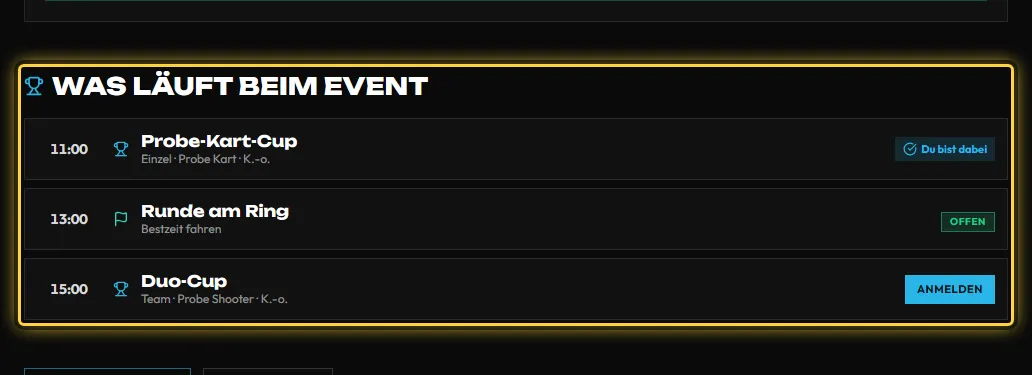 WAS LÄUFT BEIM EVENT
11:00
Probe-Kart-Cup
Einzel · Probe Kart · K.-o.
Du bist dabei
13:00
Runde am Ring
Bestzeit fahren
OFFEN
15:00
Duo-Cup
Team · Probe Shooter · K.-o.
ANMELDEN